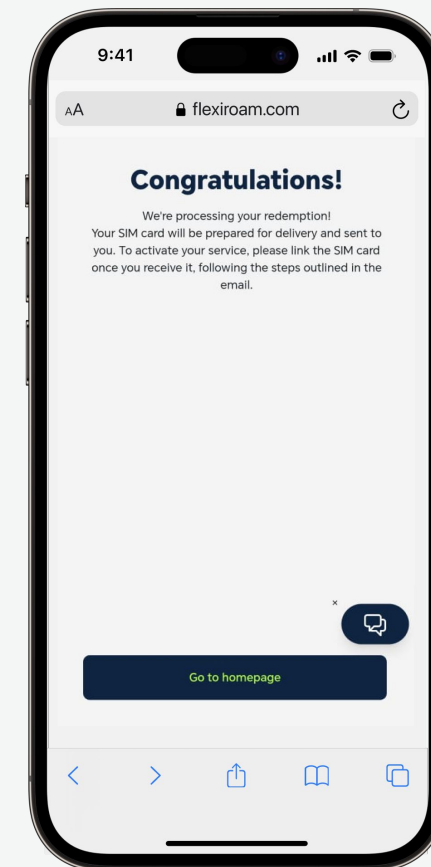 9:41
AA flexiroam.com
Congratulations!
We're processing your redemption!
Your SIM card will be prepared for delivery and sent to
you. To activate your service, please link the SIM card
once you receive it, following the steps outlined in the
email.
×
Go to homepage